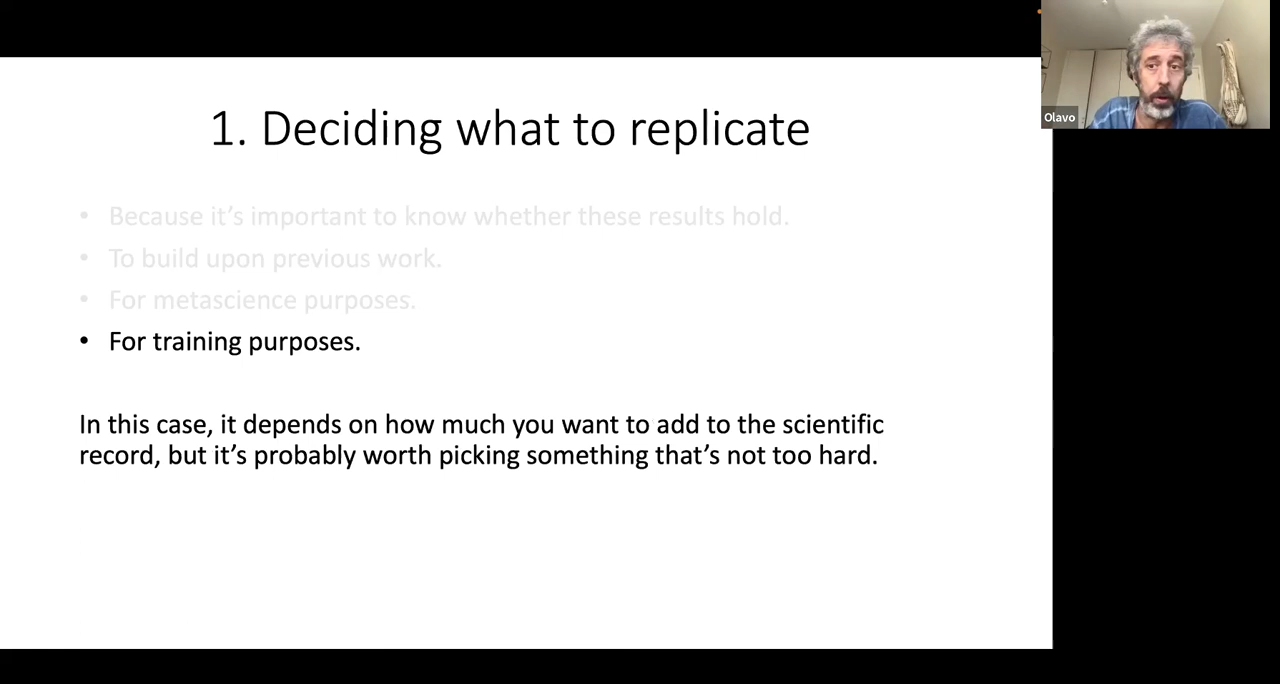 1. Deciding what to replicate
• Because it’s important to know whether these results hold.
• To build upon previous work.
• For metascience purposes.
• For training purposes.
In this case, it depends on how much you want to add to the scientific
record, but it’s probably worth picking something that’s not too hard.
Olavo